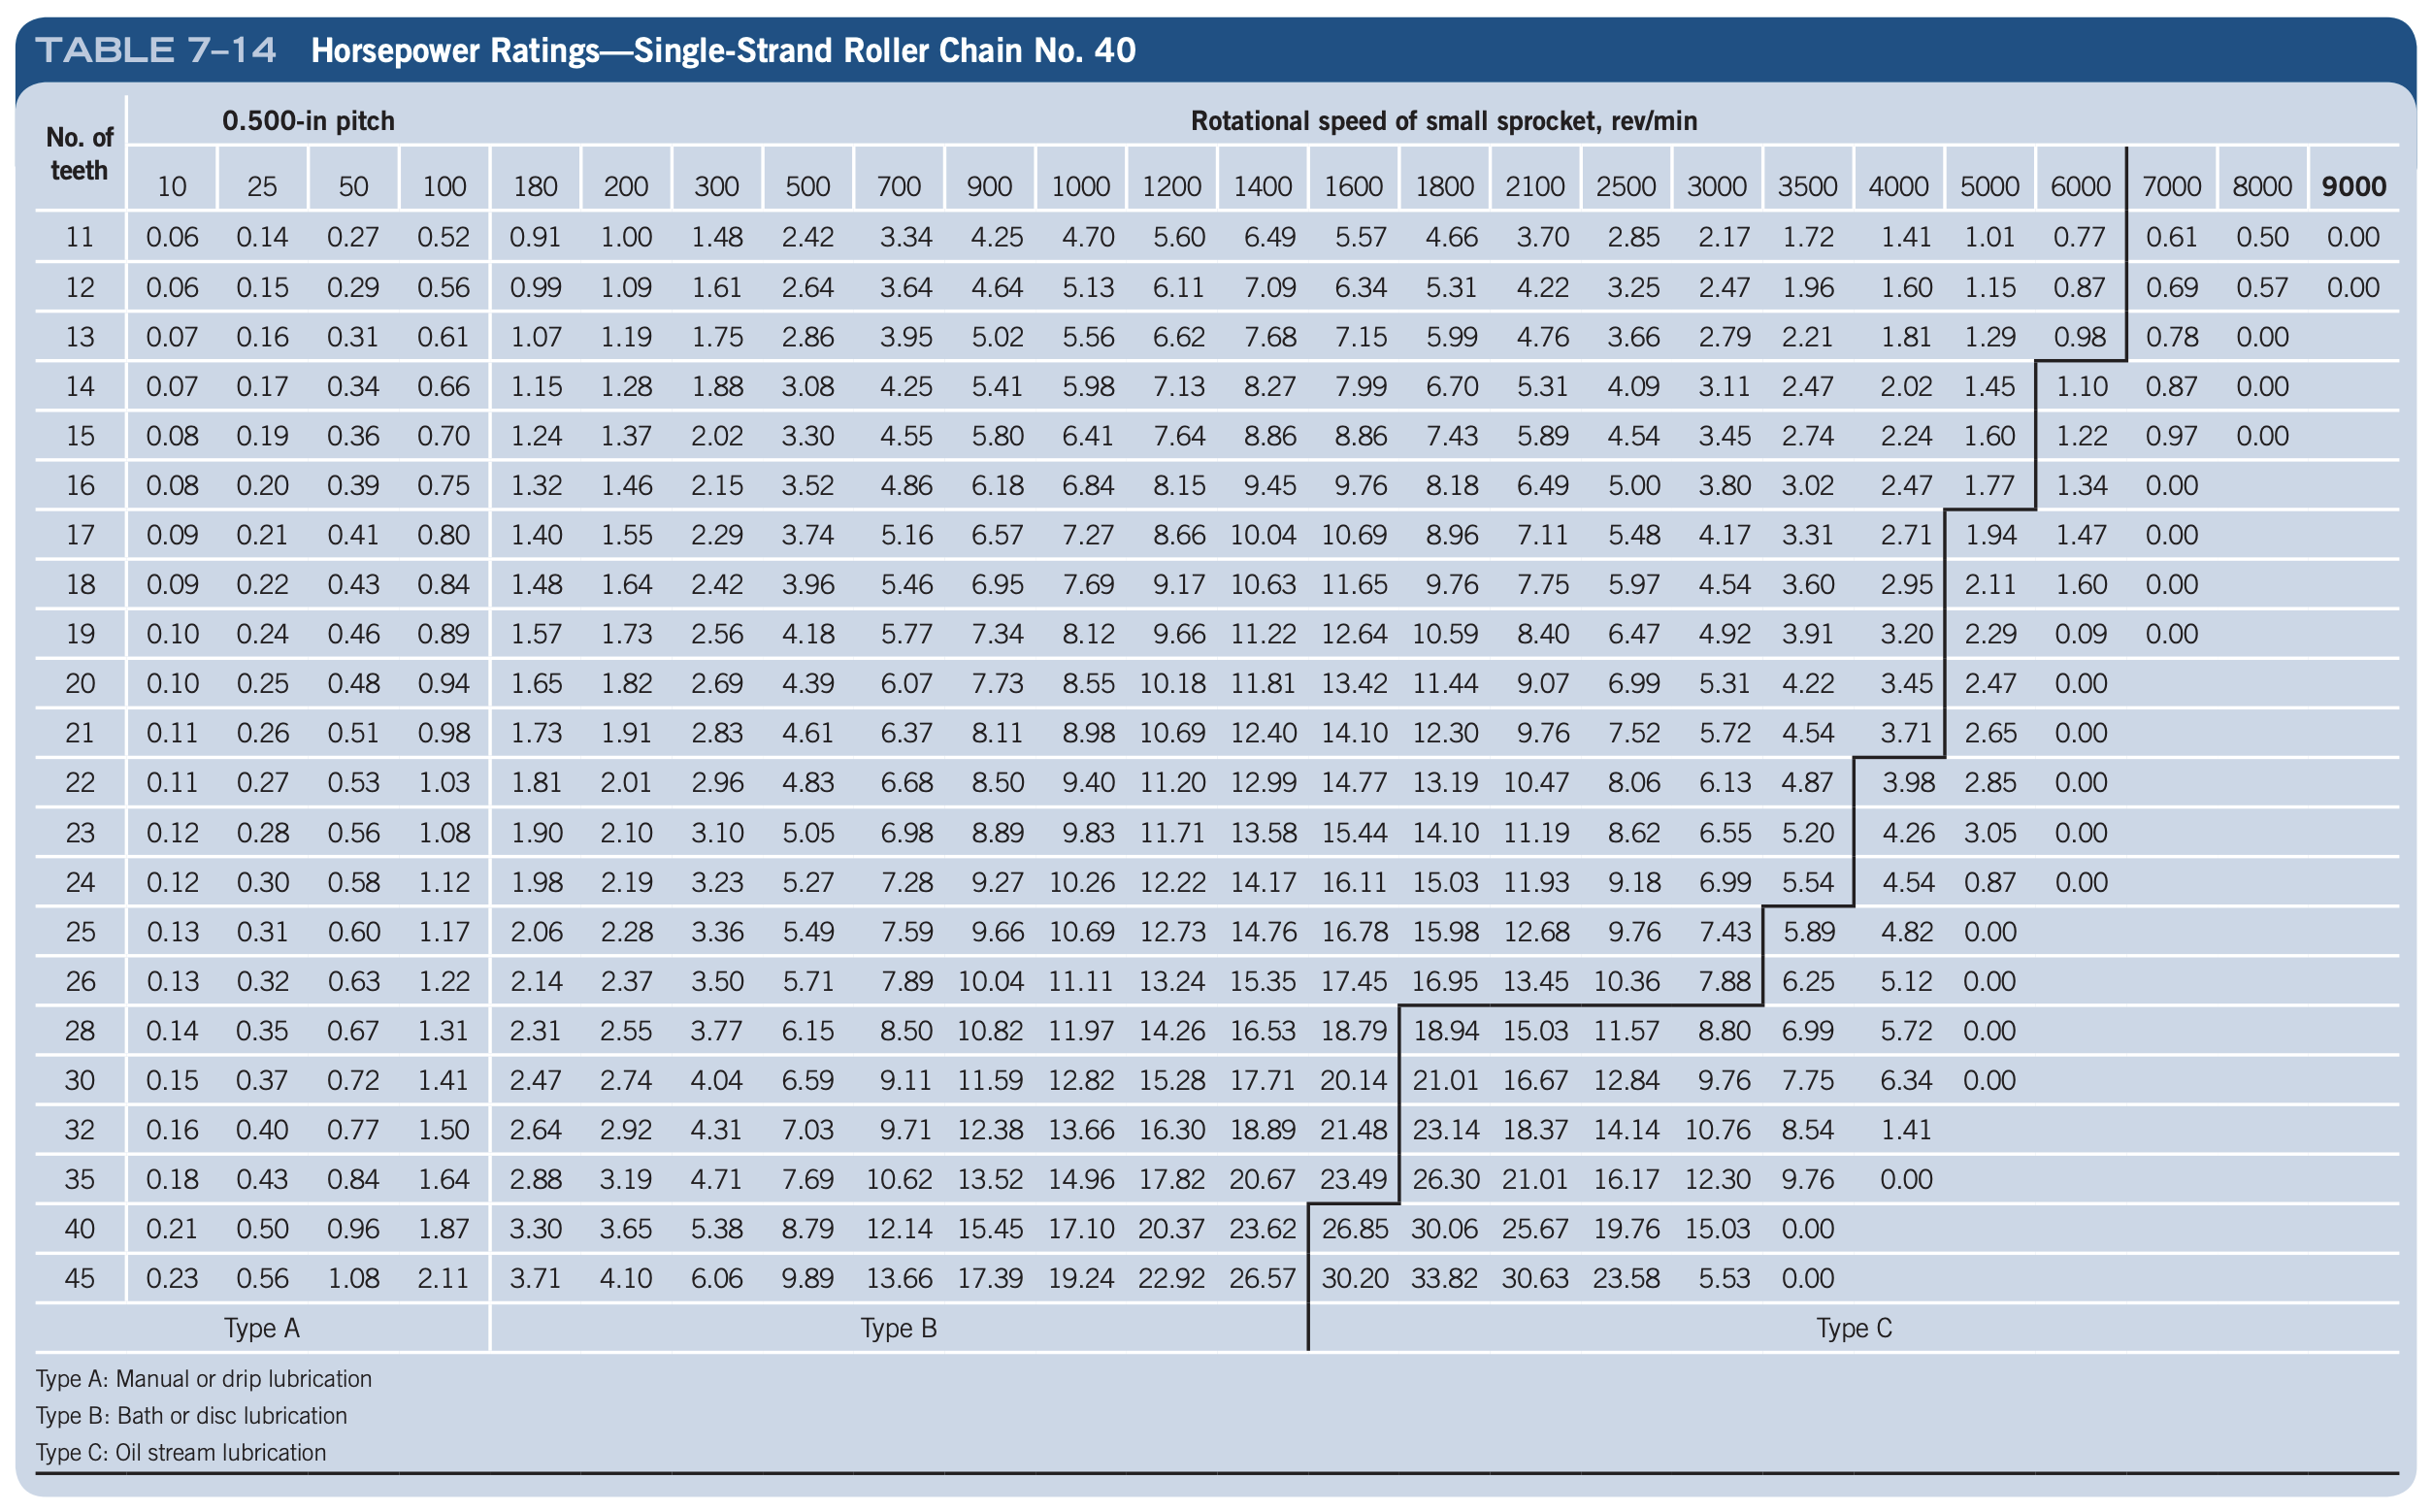 TABLE 7–14 Horsepower Ratings—Single-Strand Roller Chain No. 40
No. of teeth 0.500-in pitch Rotational speed of small sprocket, rev/min
10 25 50 100 180 200 300 500 700 900 1000 1200 1400 1600 1800 2100 2500 3000 3500 4000 5000 6000 7000 8000 9000
11 0.06 0.14 0.27 0.52 0.91 1.00 1.48 2.42 3.34 4.25 4.70 5.60 6.49 5.57 4.66 3.70 2.85 2.17 1.72 1.41 1.01 0.77 0.61 0.50 0.00
12 0.06 0.15 0.29 0.56 0.99 1.09 1.61 2.64 3.64 4.64 5.13 6.11 7.09 6.34 5.31 4.22 3.25 2.47 1.96 1.60 1.15 0.87 0.69 0.57 0.00
13 0.07 0.16 0.31 0.61 1.07 1.19 1.75 2.86 3.95 5.02 5.56 6.62 7.68 7.15 5.99 4.76 3.66 2.79 2.21 1.81 1.29 0.98 0.78 0.00
14 0.07 0.17 0.34 0.66 1.15 1.28 1.88 3.08 4.25 5.41 5.98 7.13 8.27 7.99 6.70 5.31 4.09 3.11 2.47 2.02 1.45 1.10 0.87 0.00
15 0.08 0.19 0.36 0.70 1.24 1.37 2.02 3.30 4.55 5.80 6.41 7.64 8.86 8.86 7.43 5.89 4.54 3.45 2.74 2.24 1.60 1.22 0.97 0.00
16 0.08 0.20 0.39 0.75 1.32 1.46 2.15 3.52 4.86 6.18 6.84 8.15 9.45 9.76 8.18 6.49 5.00 3.80 3.02 2.47 1.77 1.34 0.00
17 0.09 0.21 0.41 0.80 1.40 1.55 2.29 3.74 5.16 6.57 7.27 8.66 10.04 10.69 8.96 7.11 5.48 4.17 3.31 2.71 1.94 1.47 0.00
18 0.09 0.22 0.43 0.84 1.48 1.64 2.42 3.96 5.46 6.95 7.69 9.17 10.63 11.65 9.76 7.75 5.97 4.54 3.60 2.95 2.11 1.60 0.00
19 0.10 0.24 0.46 0.89 1.57 1.73 2.56 4.18 5.77 7.34 8.12 9.66 11.22 12.64 10.59 8.40 6.47 4.92 3.91 3.20 2.29 0.09 0.00
20 0.10 0.25 0.48 0.94 1.65 1.82 2.69 4.39 6.07 7.73 8.55 10.18 11.81 13.42 11.44 9.07 6.99 5.31 4.22 3.45 2.47 0.00
21 0.11 0.26 0.51 0.98 1.73 1.91 2.83 4.61 6.37 8.11 8.98 10.69 12.40 14.10 12.30 9.76 7.52 5.72 4.54 3.71 2.65 0.00
22 0.11 0.27 0.53 1.03 1.81 2.01 2.96 4.83 6.68 8.50 9.40 11.20 12.99 14.77 13.19 10.47 8.06 6.13 4.87 3.98 2.85 0.00
23 0.12 0.28 0.56 1.08 1.90 2.10 3.10 5.05 6.98 8.89 9.83 11.71 13.58 15.44 14.10 11.19 8.62 6.55 5.20 4.26 3.05 0.00
24 0.12 0.30 0.58 1.12 1.98 2.19 3.23 5.27 7.28 9.27 10.26 12.22 14.17 16.11 15.03 11.93 9.18 6.99 5.54 4.54 0.87 0.00
25 0.13 0.31 0.60 1.17 2.06 2.28 3.36 5.49 7.59 9.66 10.69 12.73 14.76 16.78 15.98 12.68 9.76 7.43 5.89 4.82 0.00
26 0.13 0.32 0.63 1.22 2.14 2.37 3.50 5.71 7.89 10.04 11.11 13.24 15.35 17.45 16.95 13.45 10.36 7.88 6.25 5.12 0.00
28 0.14 0.35 0.67 1.31 2.31 2.55 3.77 6.15 8.50 10.82 11.97 14.26 16.53 18.79 18.94 15.03 11.57 8.80 6.99 5.72 0.00
30 0.15 0.37 0.72 1.41 2.47 2.74 4.04 6.59 9.11 11.59 12.82 15.28 17.71 20.14 21.01 16.67 12.84 9.76 7.75 6.34 0.00
32 0.16 0.40 0.77 1.50 2.64 2.92 4.31 7.03 9.71 12.38 13.66 16.30 18.89 21.48 23.14 18.37 14.14 10.76 8.54 1.41
35 0.18 0.43 0.84 1.64 2.88 3.19 4.71 7.69 10.62 13.52 14.96 17.82 20.67 23.49 26.30 21.01 16.17 12.30 9.76 0.00
40 0.21 0.50 0.96 1.87 3.30 3.65 5.38 8.79 12.14 15.45 17.10 20.37 23.62 26.85 30.06 25.67 19.76 15.03 0.00
45 0.23 0.56 1.08 2.11 3.71 4.10 6.06 9.89 13.66 17.39 19.24 22.92 26.57 30.20 33.82 30.63 23.58 5.53 0.00
Type A Type B Type C
Type A: Manual or drip lubrication
Type B: Bath or disc lubrication
Type C: Oil stream lubrication